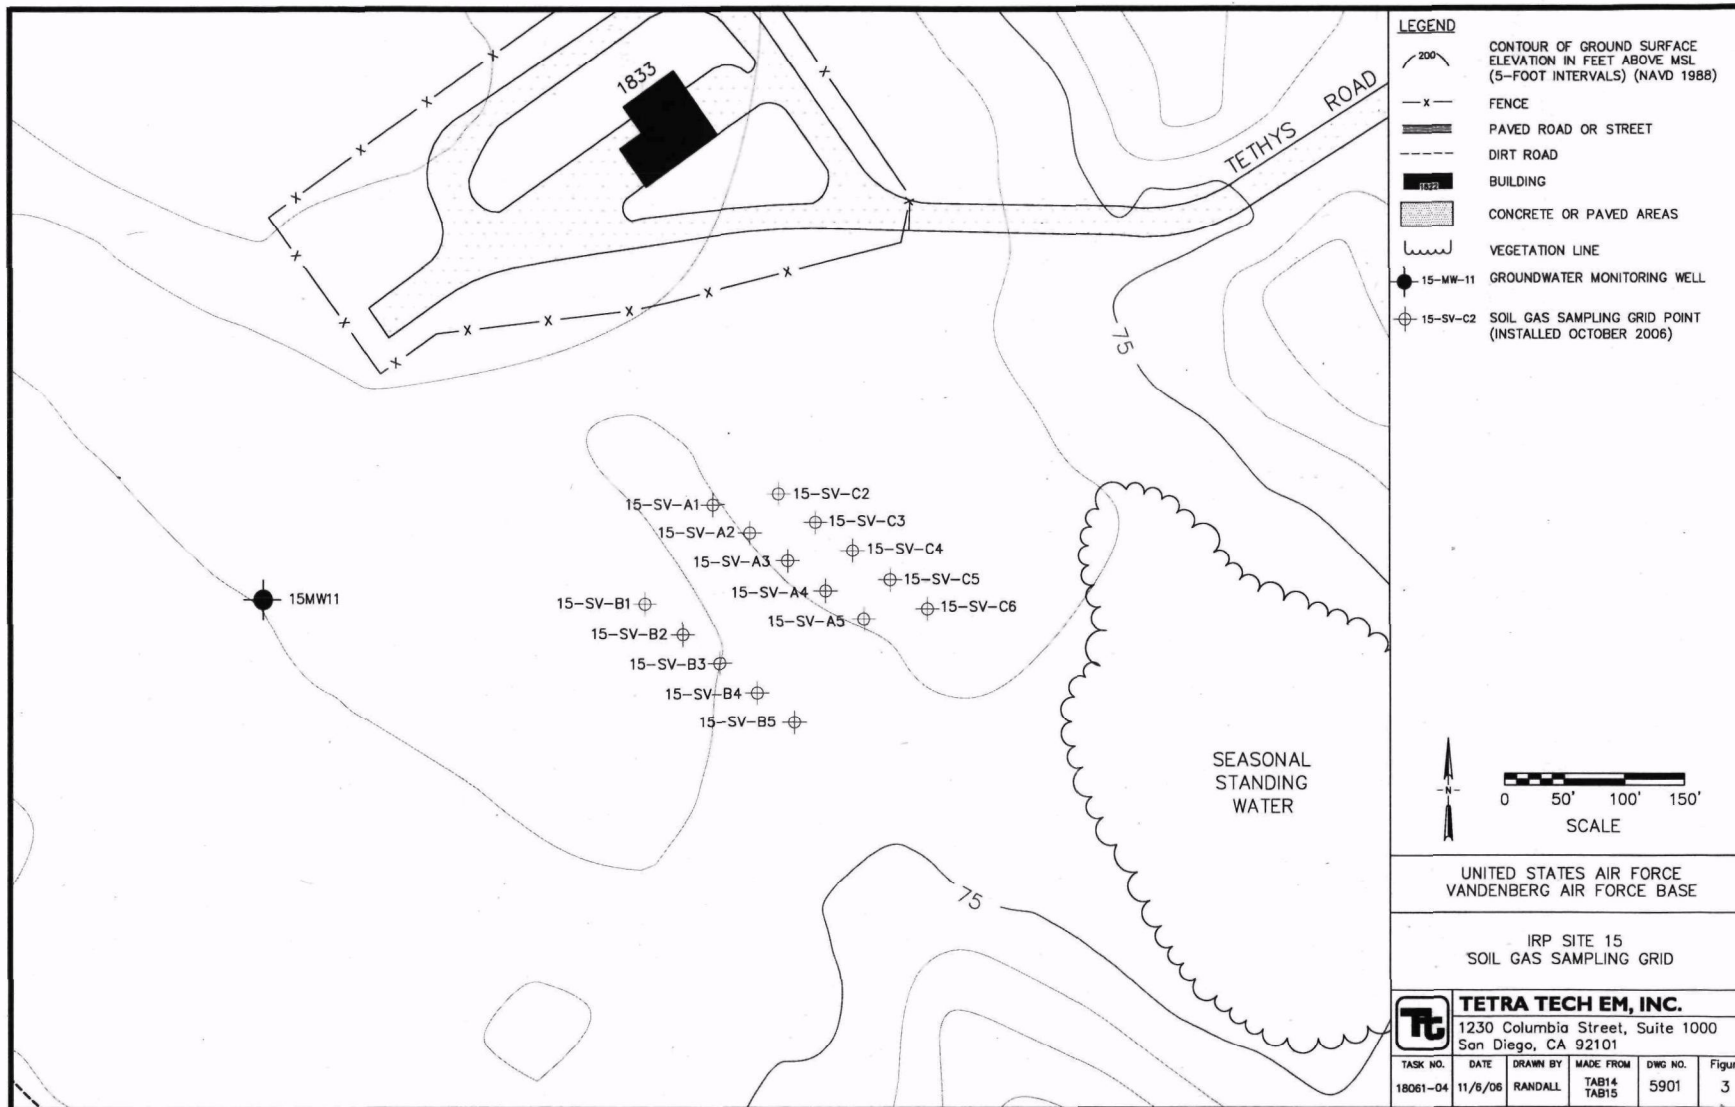 1833
TETHYS ROAD
75
15-SV-A1
15-SV-C2
15-SV-A2
15-SV-C3
15-SV-A3
15-SV-C4
15-SV-A4
15-SV-C5
15-SV-A5
15-SV-C6
15MW11
15-SV-B1
15-SV-B2
15-SV-B3
15-SV-B4
15-SV-B5
SEASONAL
STANDING
WATER
75
LEGEND
200
CONTOUR OF GROUND SURFACE
ELEVATION IN FEET ABOVE MSL
(5-FOOT INTERVALS) (NAVD 1988)
x
FENCE
PAVED ROAD OR STREET
DIRT ROAD
BUILDING
CONCRETE OR PAVED AREAS
VEGETATION LINE
15-MW-11 GROUNDWATER MONITORING WELL
15-SV-C2 SOIL GAS SAMPLING GRID POINT
(INSTALLED OCTOBER 2006)
N
0 50' 100' 150'
SCALE
UNITED STATES AIR FORCE
VANDENBERG AIR FORCE BASE
IRP SITE 15
SOIL GAS SAMPLING GRID
Tt
TETRA TECH EM, INC.
1230 Columbia Street, Suite 1000
San Diego, CA 92101
TASK NO. DATE DRAWN BY MADE FROM DWG NO. Figur
18061-04 11/6/06 RANDALL TAB14 5901 3
TAB15